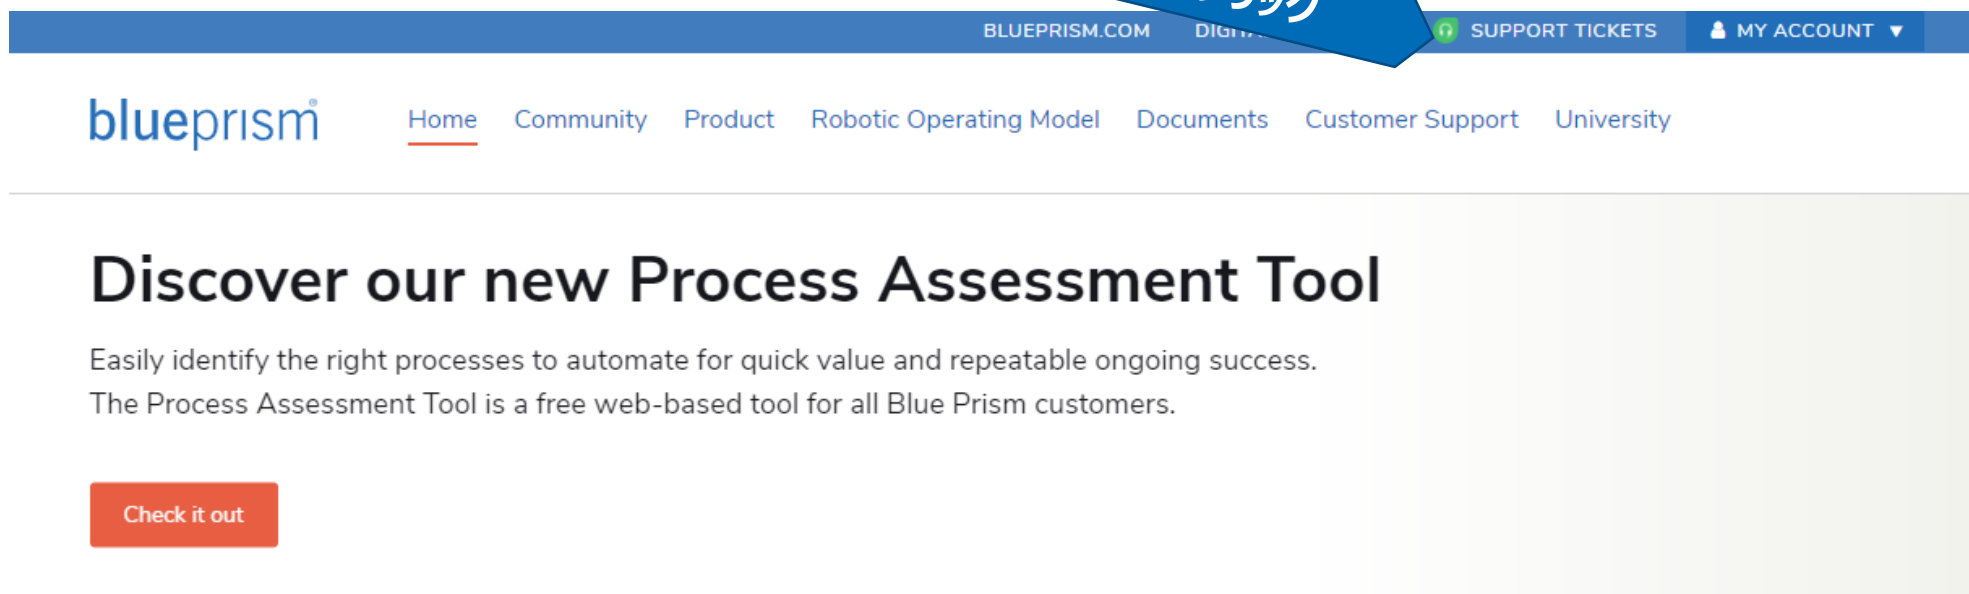 ック
BLUEPRISM.COM
SUPPORT TICKETS
MY ACCOUNT ▼
blueprism®
Home Community Product Robotic Operating Model Documents Customer Support University
Discover our new Process Assessment Tool
Easily identify the right processes to automate for quick value and repeatable ongoing success.
The Process Assessment Tool is a free web-based tool for all Blue Prism customers.
Check it out